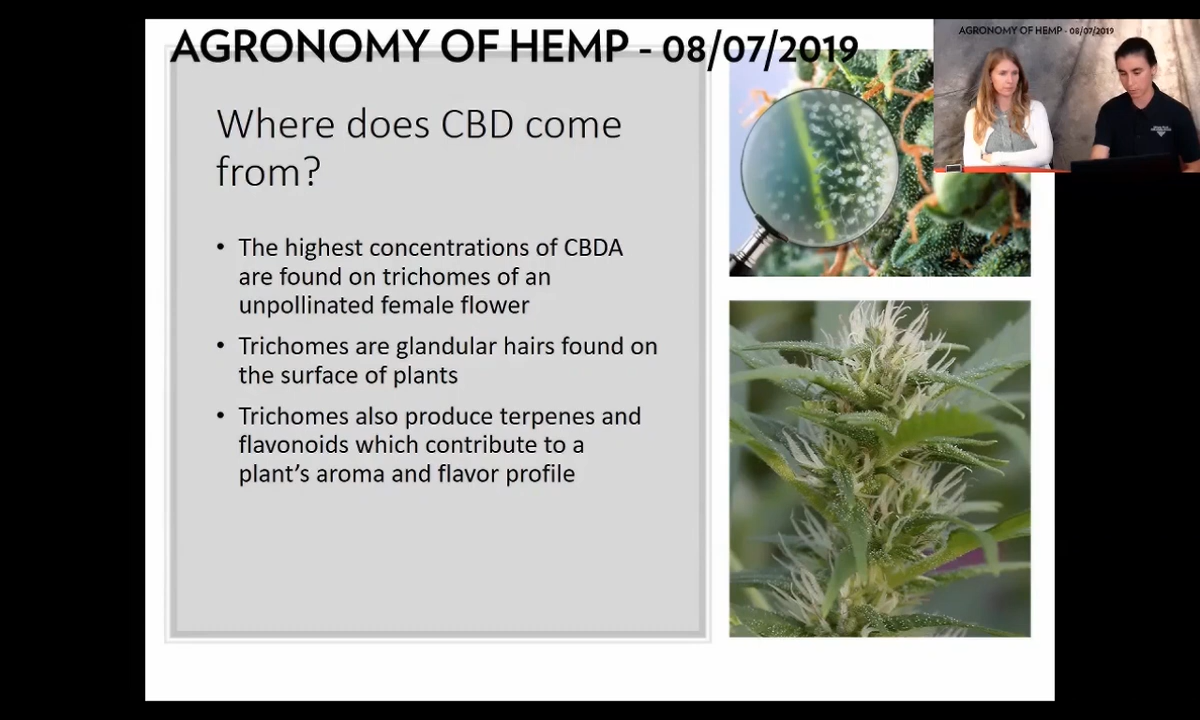 AGRONOMY OF HEMP - 08/07/2019
AGRONOMY OF HEMP - 08/07/2019
Where does CBD come
from?
• The highest concentrations of CBDA
are found on trichomes of an
unpollinated female flower
• Trichomes are glandular hairs found on
the surface of plants
• Trichomes also produce terpenes and
flavonoids which contribute to a
plant’s aroma and flavor profile